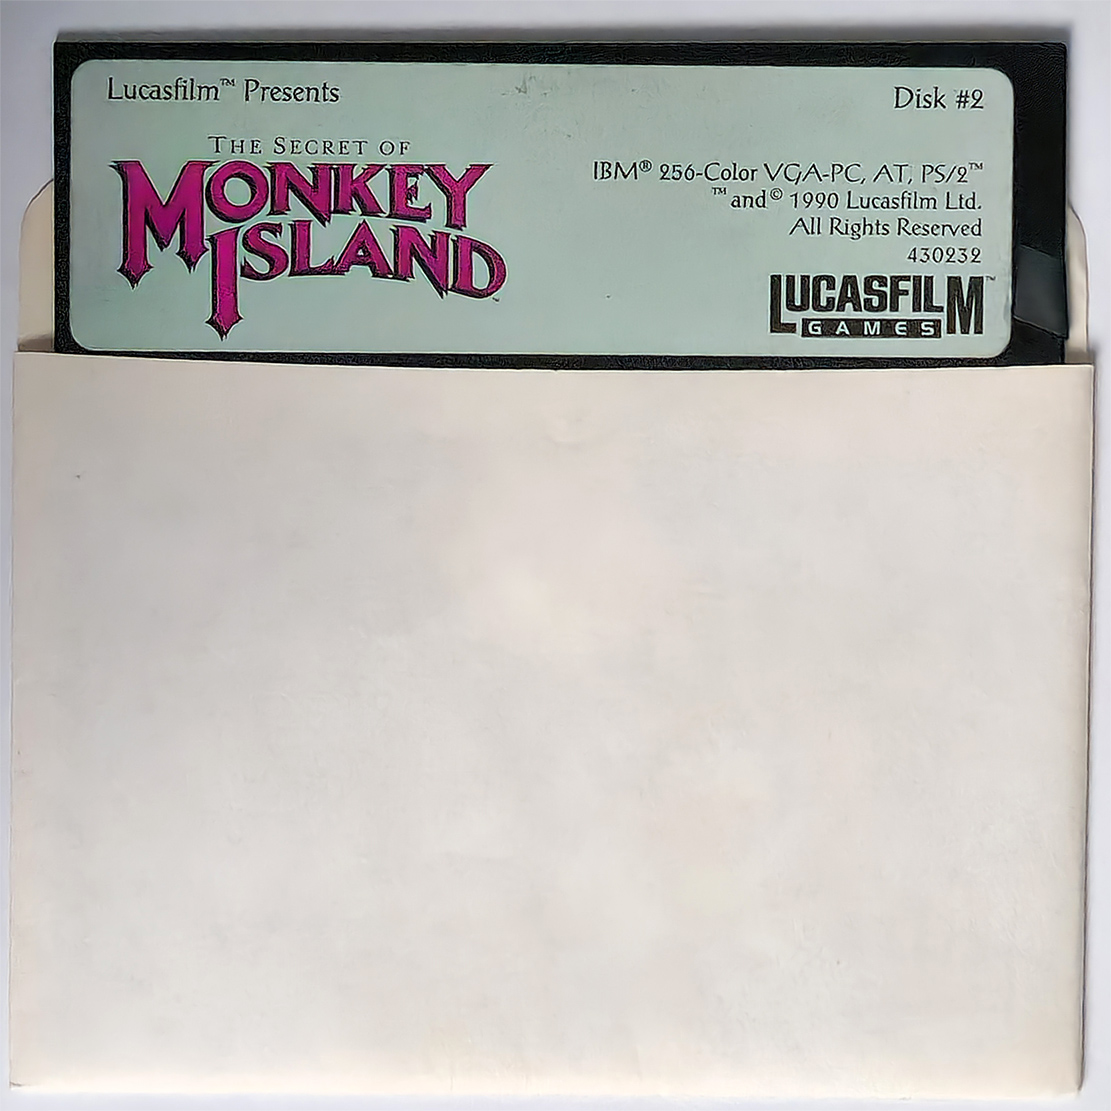 Lucasfilm™ Presents
Disk #2
THE SECRET OF
MONKEY
ISLAND™
IBM® 256-Color VGA-PC, AT, PS/2™
™ and © 1990 Lucasfilm Ltd.
All Rights Reserved
430232
LUCASFILM™
GAMES